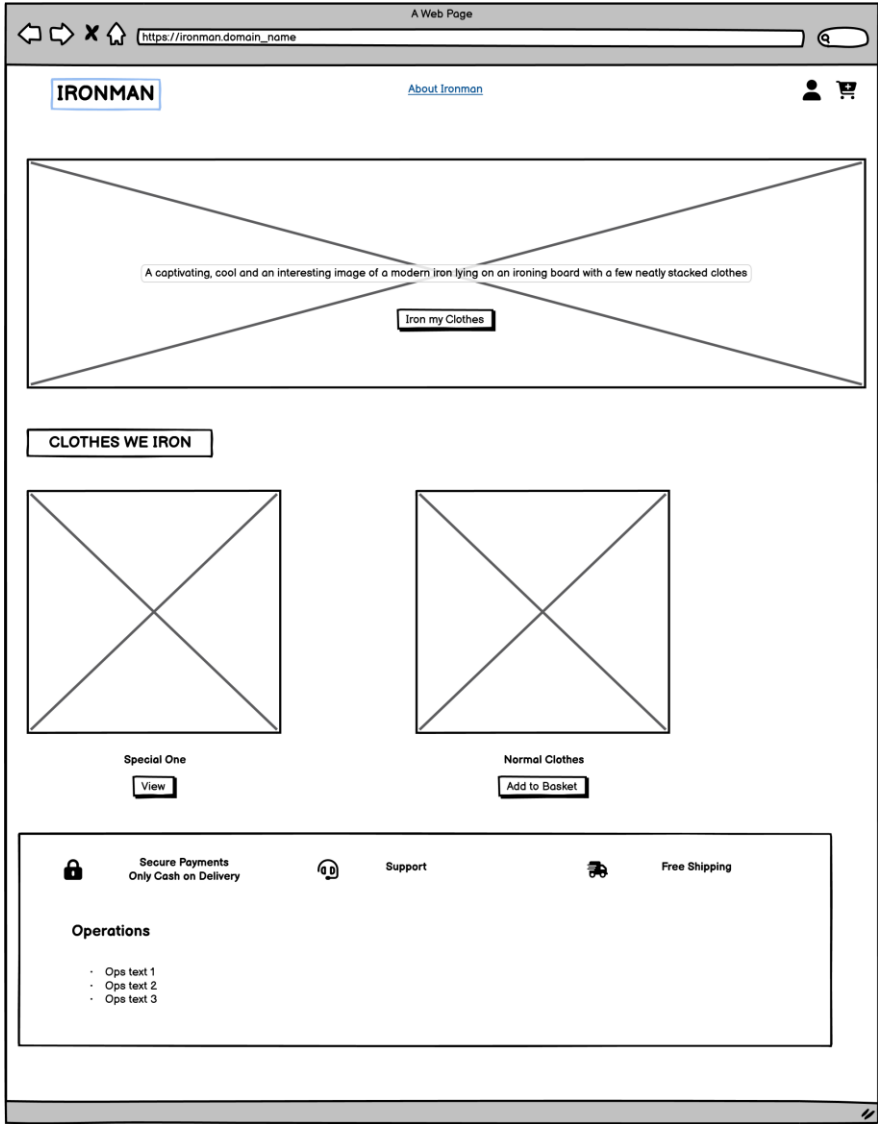 A Web Page
https://ironman.domain_name
IRONMAN
About Ironman
A captivating, cool and an interesting image of a modern iron lying on an ironing board with a few neatly stacked clothes
Iron my Clothes
CLOTHES WE IRON
Special One
Normal Clothes
View
Add to Basket
Secure Payments
Only Cash on Delivery
Support
Free Shipping
Operations
· Ops text 1
· Ops text 2
· Ops text 3